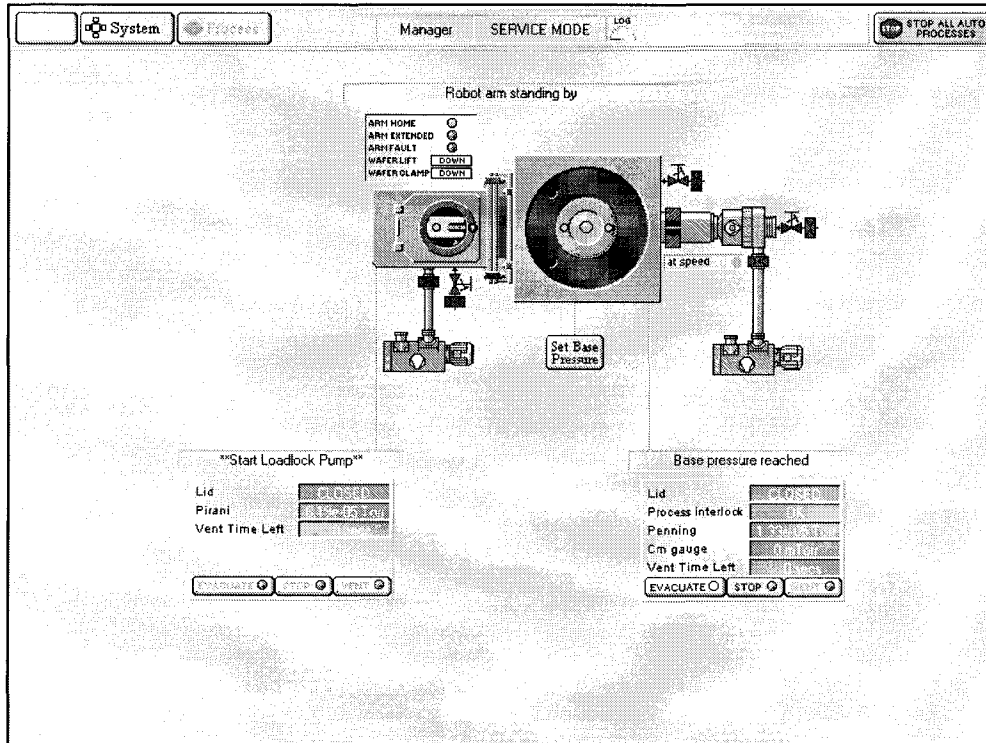 System
Process
Manager SERVICE MODE
LOG
STOP ALL AUTO
PROCESSES
Robot arm standing by
ARM HOME
ARM EXTENDED
ARM FAULT
WAFER LIFT DOWN
WAFER CLAMP DOWN
at speed
Set Base
Pressure
**Start Loadlock Pump**
Lid CLOSED
Pirani
Vent Time Left
EVACUATE STOP VENT
Base pressure reached
Lid CLOSED
Process interlock OK
Penning
Cm gauge
Vent Time Left
EVACUATE STOP VENT